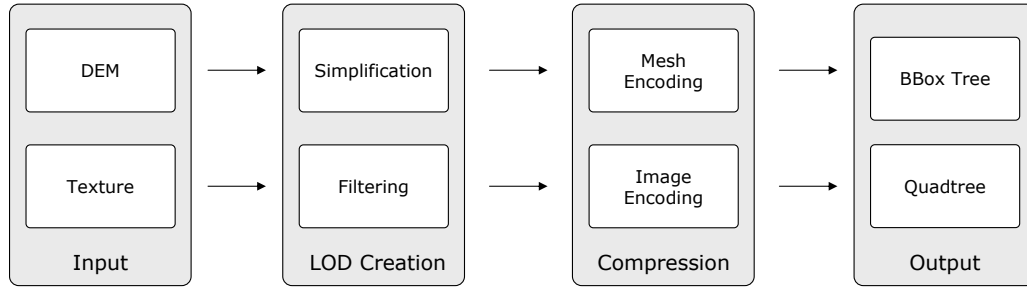 DEM
Simplification
Mesh
Encoding
BBox Tree
Texture
Filtering
Image
Encoding
Quadtree
Input
LOD Creation
Compression
Output